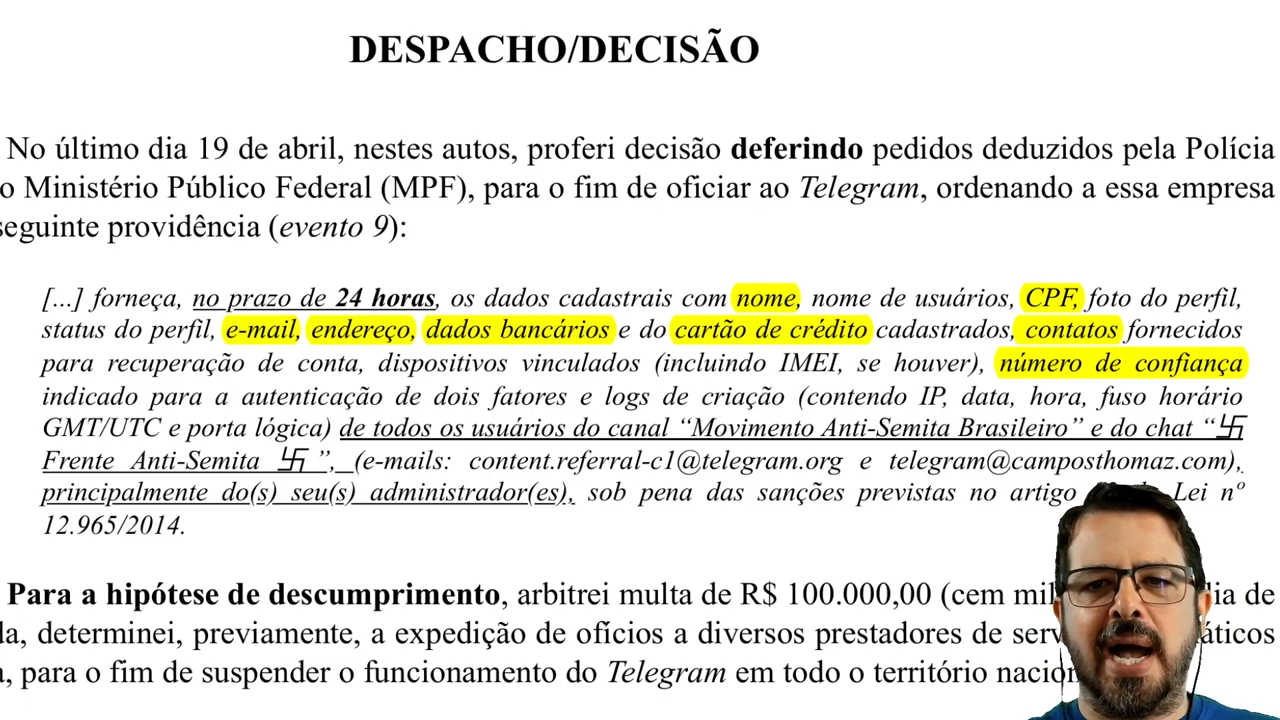 DESPACHO/DECISÃO
No último dia 19 de abril, nestes autos, proferi decisão deferindo pedidos deduzidos pela Polícia
o Ministério Público Federal (MPF), para o fim de oficiar ao Telegram, ordenando a essa empresa
seguinte providência (evento 9):
[...] forneça, no prazo de 24 horas, os dados cadastrais com nome, nome de usuários, CPF, foto do perfil,
status do perfil, e-mail, endereço, dados bancários e do cartão de crédito cadastrados, contatos fornecidos
para recuperação de conta, dispositivos vinculados (incluindo IMEI, se houver), número de confiança
indicado para a autenticação de dois fatores e logs de criação (contendo IP, data, hora, fuso horário
GMT/UTC e porta lógica) de todos os usuários do canal “Movimento Anti-Semita Brasileiro” e do chat “卐
Frente Anti-Semita 卐 ”, (e-mails: content.referral-c1@telegram.org e telegram@camposthomaz.com),
principalmente do(s) seu(s) administrador(es), sob pena das sanções previstas no artigo Lei nº
12.965/2014.
Para a hipótese de descumprimento, arbitrei multa de R$ 100.000,00 (cem mil dia de
da, determinei, previamente, a expedição de ofícios a diversos prestadores de
, para o fim de suspender o funcionamento do Telegram em todo o território